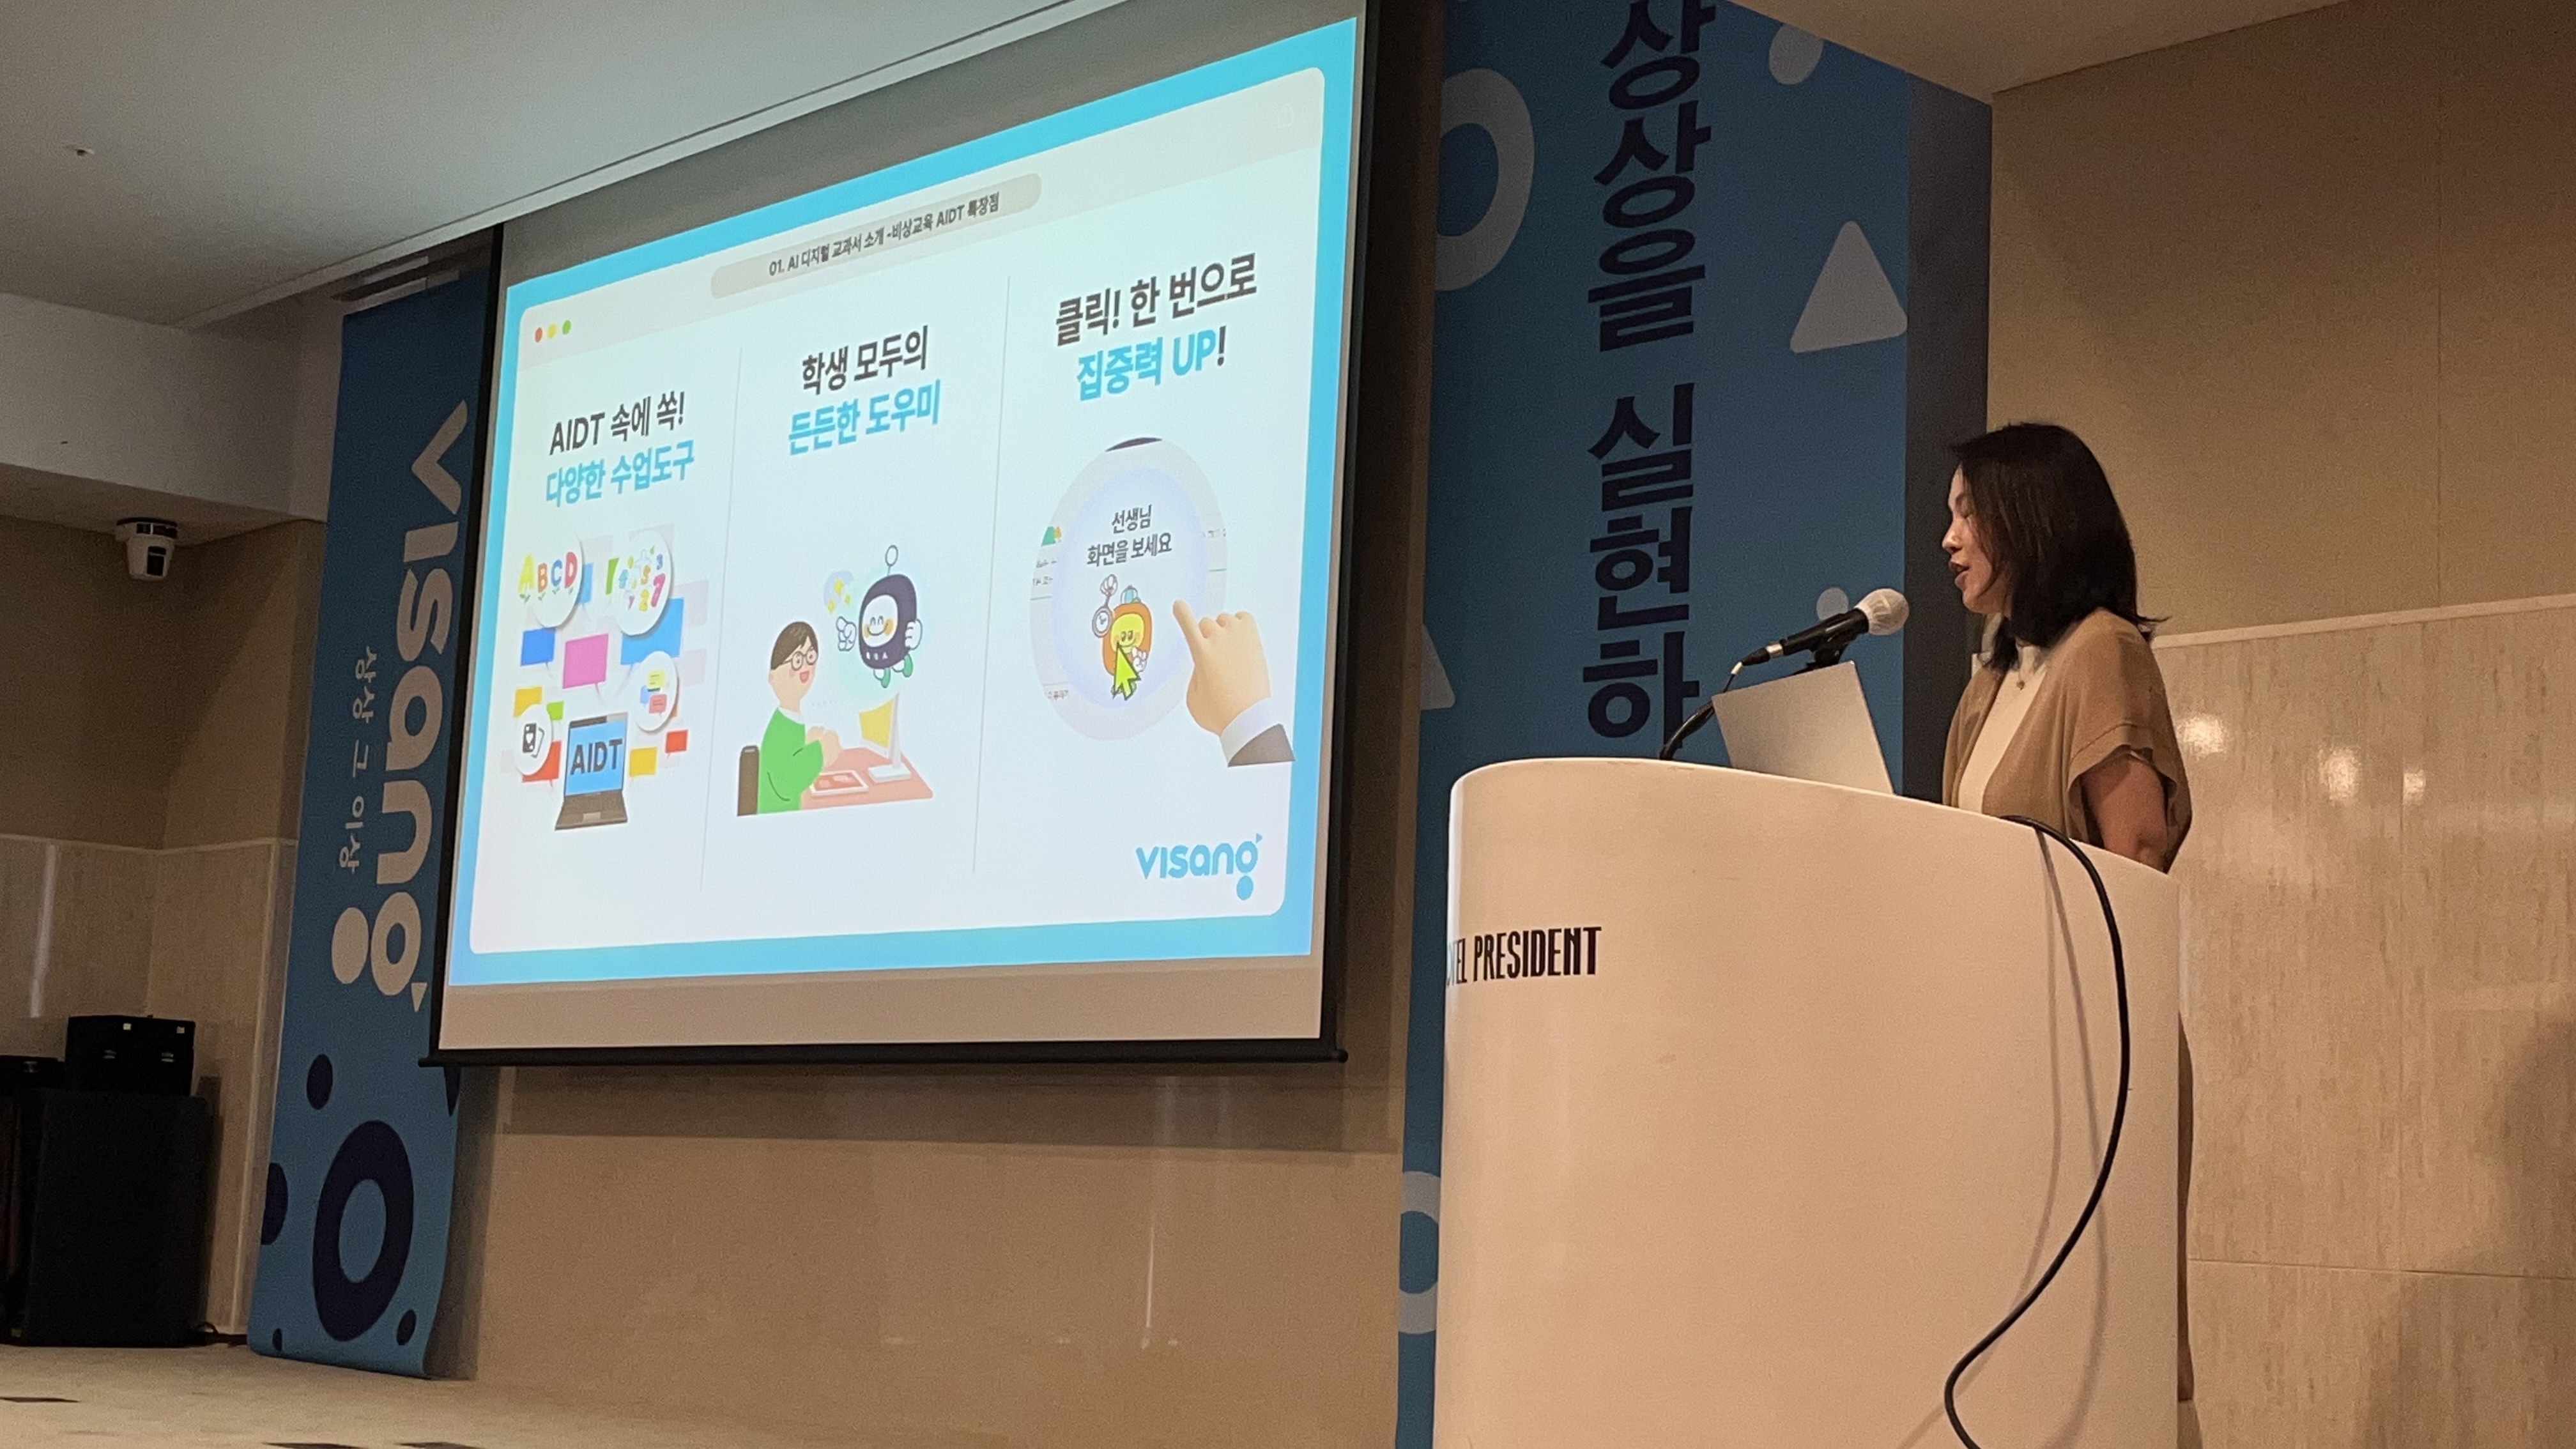 01. AI 디지털 교과서 소개 -비상교육 AIDT 특장점
AIDT 속에 쏙!
다양한 수업도구
ABCD
AIDT
학생 모두의
든든한 도우미
클릭! 한 번으로
집중력 UP!
선생님
화면을 보세요
visang
visang
상상 그 이상
상상을 실현하
HOTEL PRESIDENT